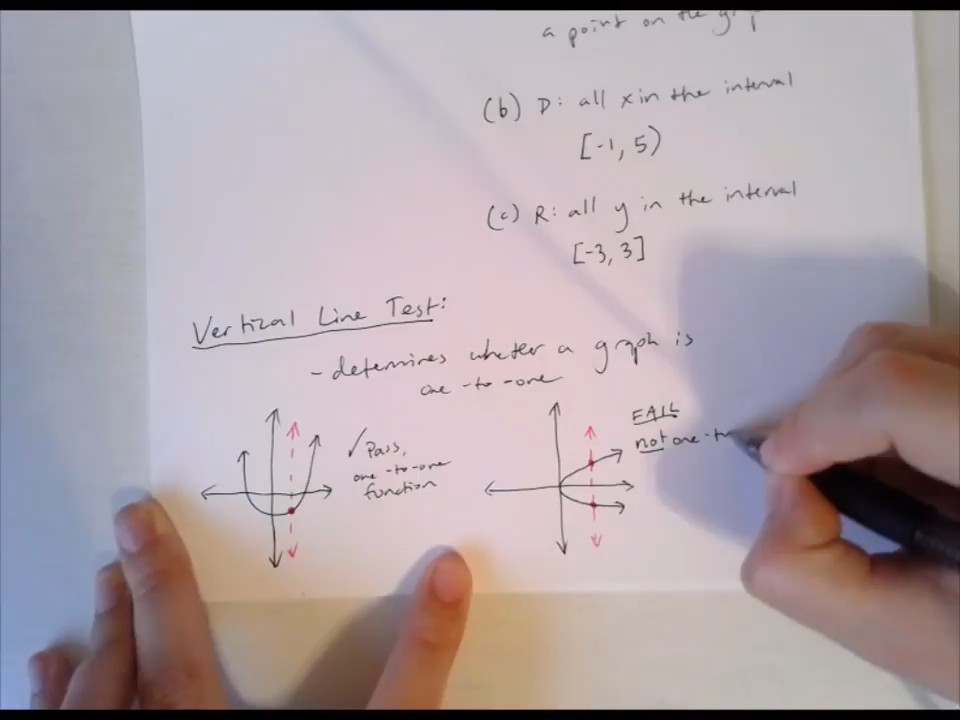 a point on the graph
(b) D: all x in the interval
[-1, 5)
(c) R: all y in the interval
[-3, 3]
Vertical Line Test:
- determines whether a graph is
one-to-one
✓ Pass,
one-to-one
function
FAIL
not one-t